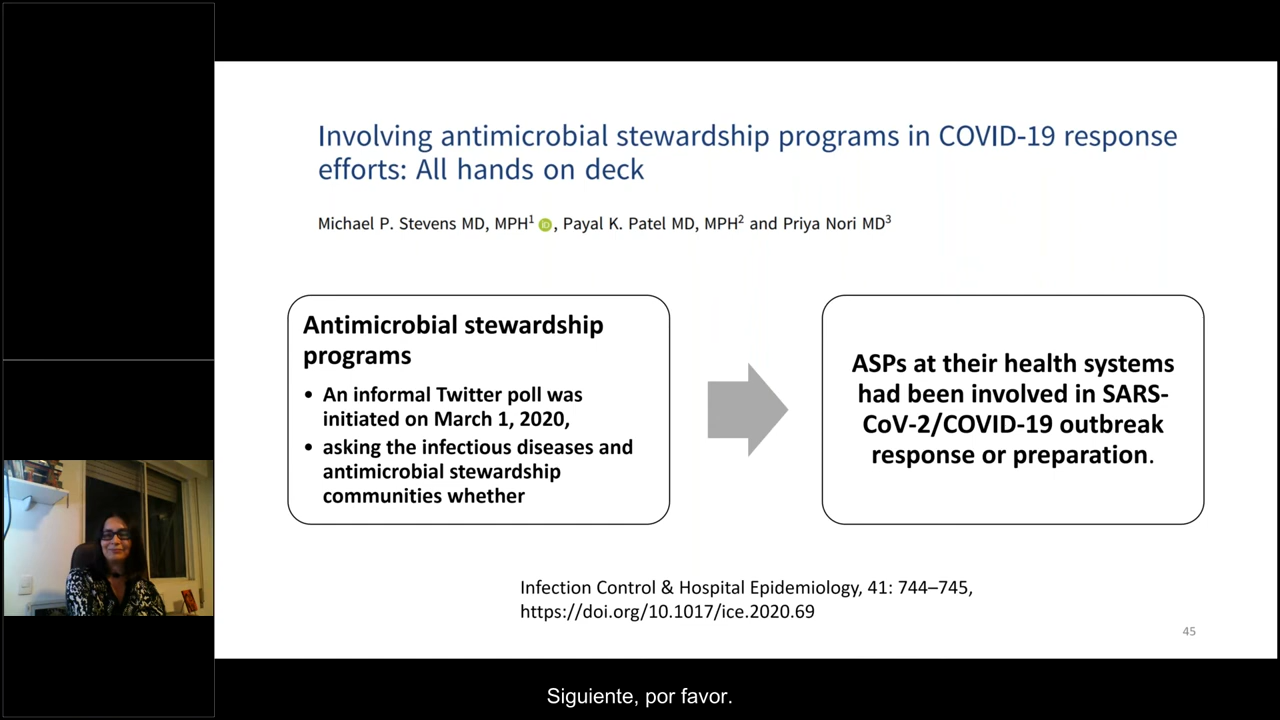 Involving antimicrobial stewardship programs in COVID-19 response
efforts: All hands on deck
Michael P. Stevens MD, MPH1 iD, Payal K. Patel MD, MPH2 and Priya Nori MD3
Antimicrobial stewardship
programs
• An informal Twitter poll was
initiated on March 1, 2020,
• asking the infectious diseases and
antimicrobial stewardship
communities whether
ASPs at their health systems
had been involved in SARS-
CoV-2/COVID-19 outbreak
response or preparation.
Infection Control & Hospital Epidemiology, 41: 744–745,
https://doi.org/10.1017/ice.2020.69
45
Siguiente, por favor.